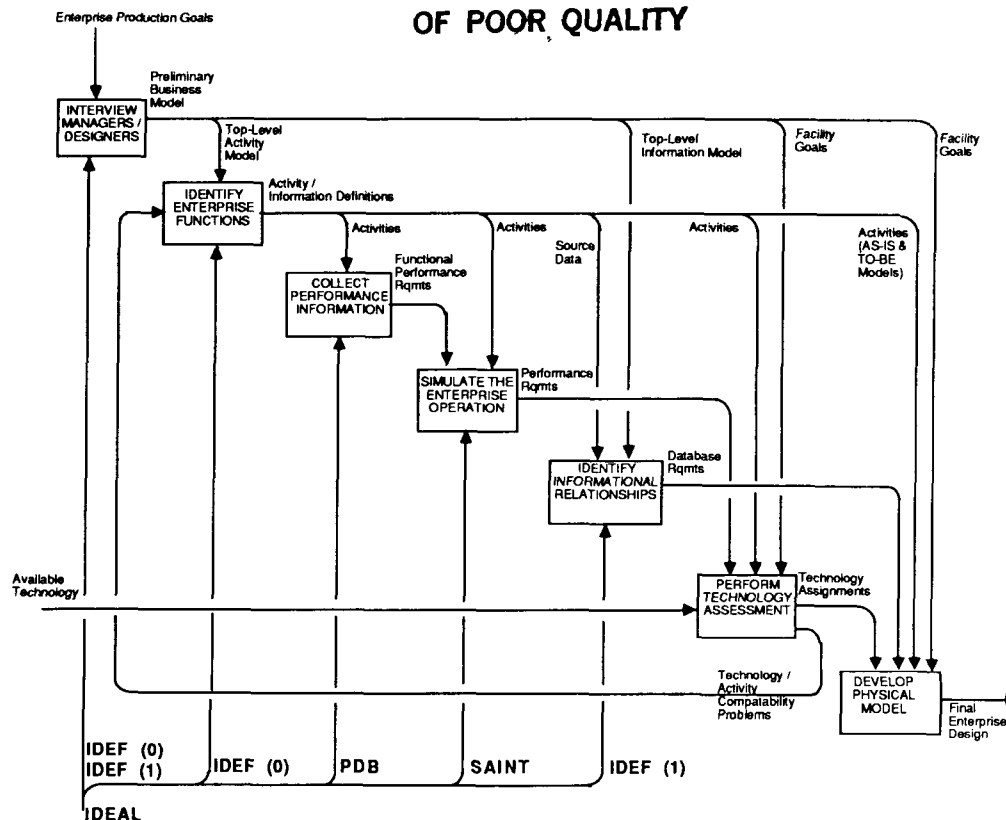 OF POOR QUALITY
Enterprise Production Goals
Preliminary
Business
Model
INTERVIEW
MANAGERS /
DESIGNERS
Top-Level
Activity
Model
Top-Level
Information Model
Facility
Goals
Facility
Goals
IDENTIFY
ENTERPRISE
FUNCTIONS
Activity /
Information Definitions
Activities
Activities
Source
Data
Activities
Activities
(AS-IS &
TO-BE
Models)
COLLECT
PERFORMANCE
INFORMATION
Functional
Performance
Rqmts
SIMULATE THE
ENTERPRISE
OPERATION
Performance
Rqmts
IDENTIFY
INFORMATIONAL
RELATIONSHIPS
Database
Rqmts
Available
Technology
PERFORM
TECHNOLOGY
ASSESSMENT
Technology
Assignments
Technology /
Activity
Compatability
Problems
DEVELOP
PHYSICAL
MODEL
Final
Enterprise
Design
IDEF (0)
IDEF (1)
IDEF (0)
PDB
SAINT
IDEF (1)
IDEAL